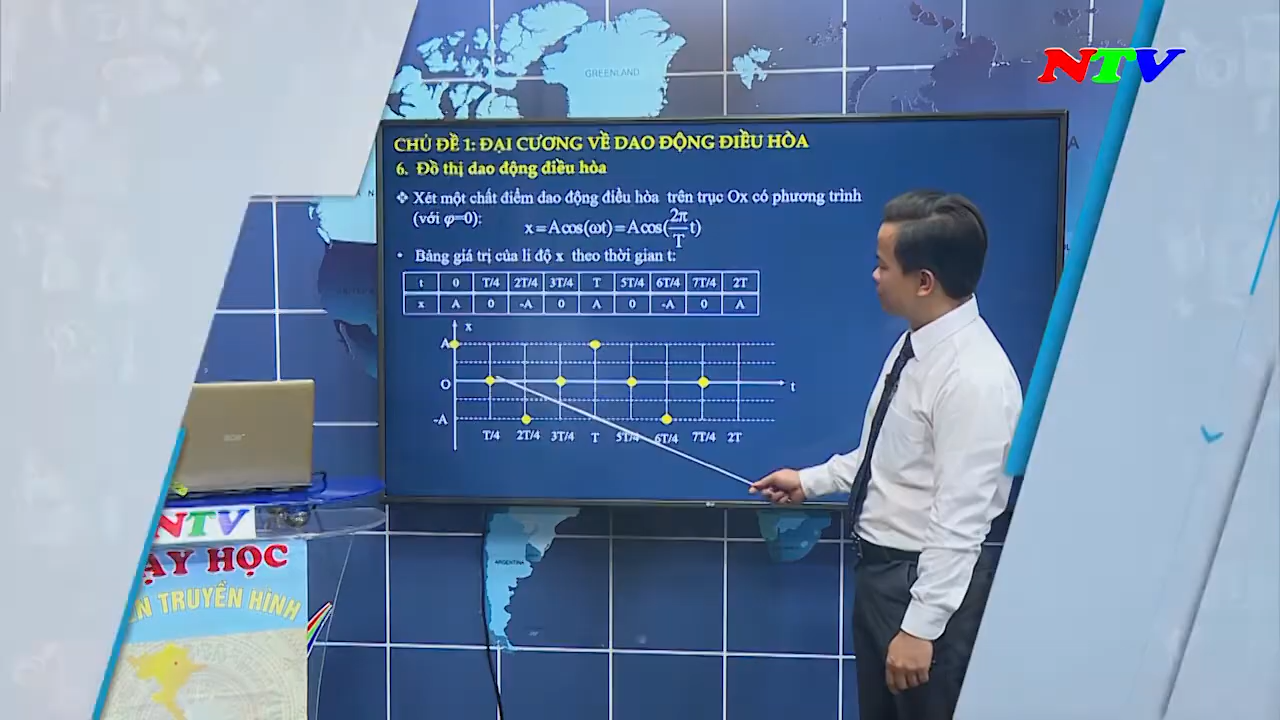 GREENLAND
NTV
CHỦ ĐỀ 1: ĐẠI CƯƠNG VỀ DAO ĐỘNG ĐIỀU HÒA
6. Đồ thị dao động điều hòa
❖ Xét một chất điểm dao động điều hòa trên trục Ox có phương trình
(với φ=0): x = Acos(ωt) = Acos(2π/T t)
• Bảng giá trị của li độ x theo thời gian t:
t 0 T/4 2T/4 3T/4 T 5T/4 6T/4 7T/4 2T
x A 0 -A 0 A 0 -A 0 A
x
A
O
t
-A
T/4 2T/4 3T/4 T 5T/4 6T/4 7T/4 2T
acer
NTV
ẠY HỌC
ÊN TRUYỀN HÌNH
ARGENTINA